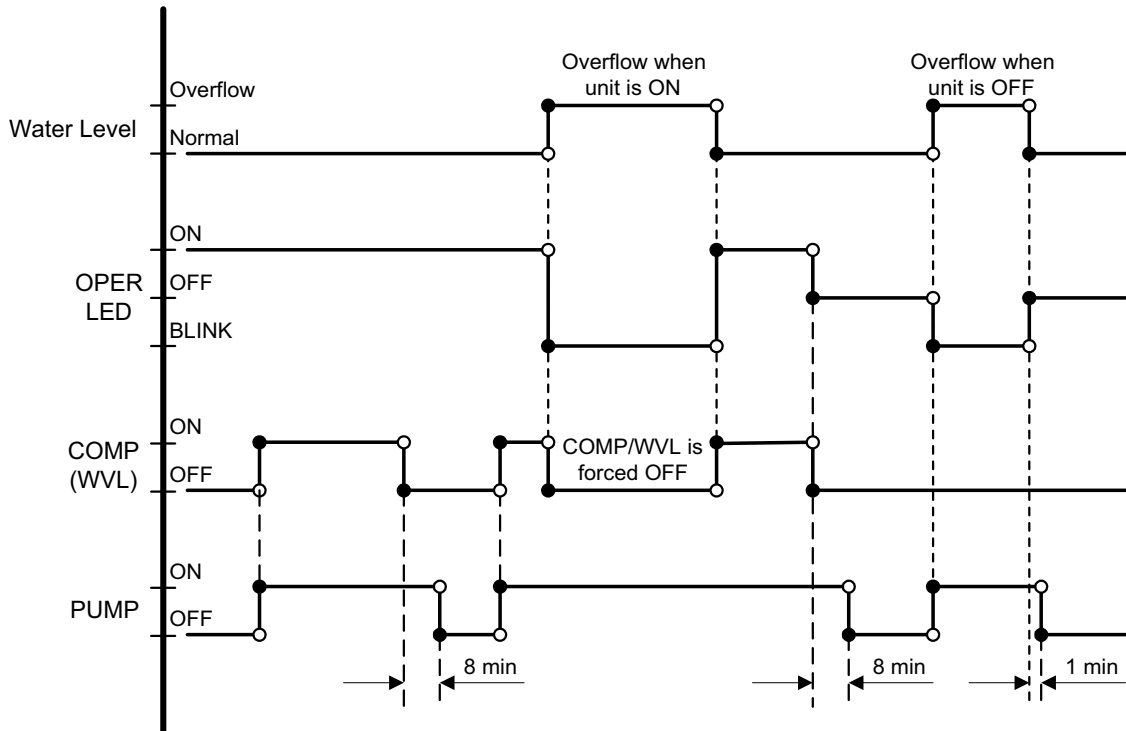 Overflow when
unit is ON
Overflow when
unit is OFF
Water Level
Overflow
Normal
OPER
LED
ON
OFF
BLINK
COMP
(WVL)
ON
OFF
COMP/WVL is
forced OFF
PUMP
ON
OFF
8 min
8 min
1 min